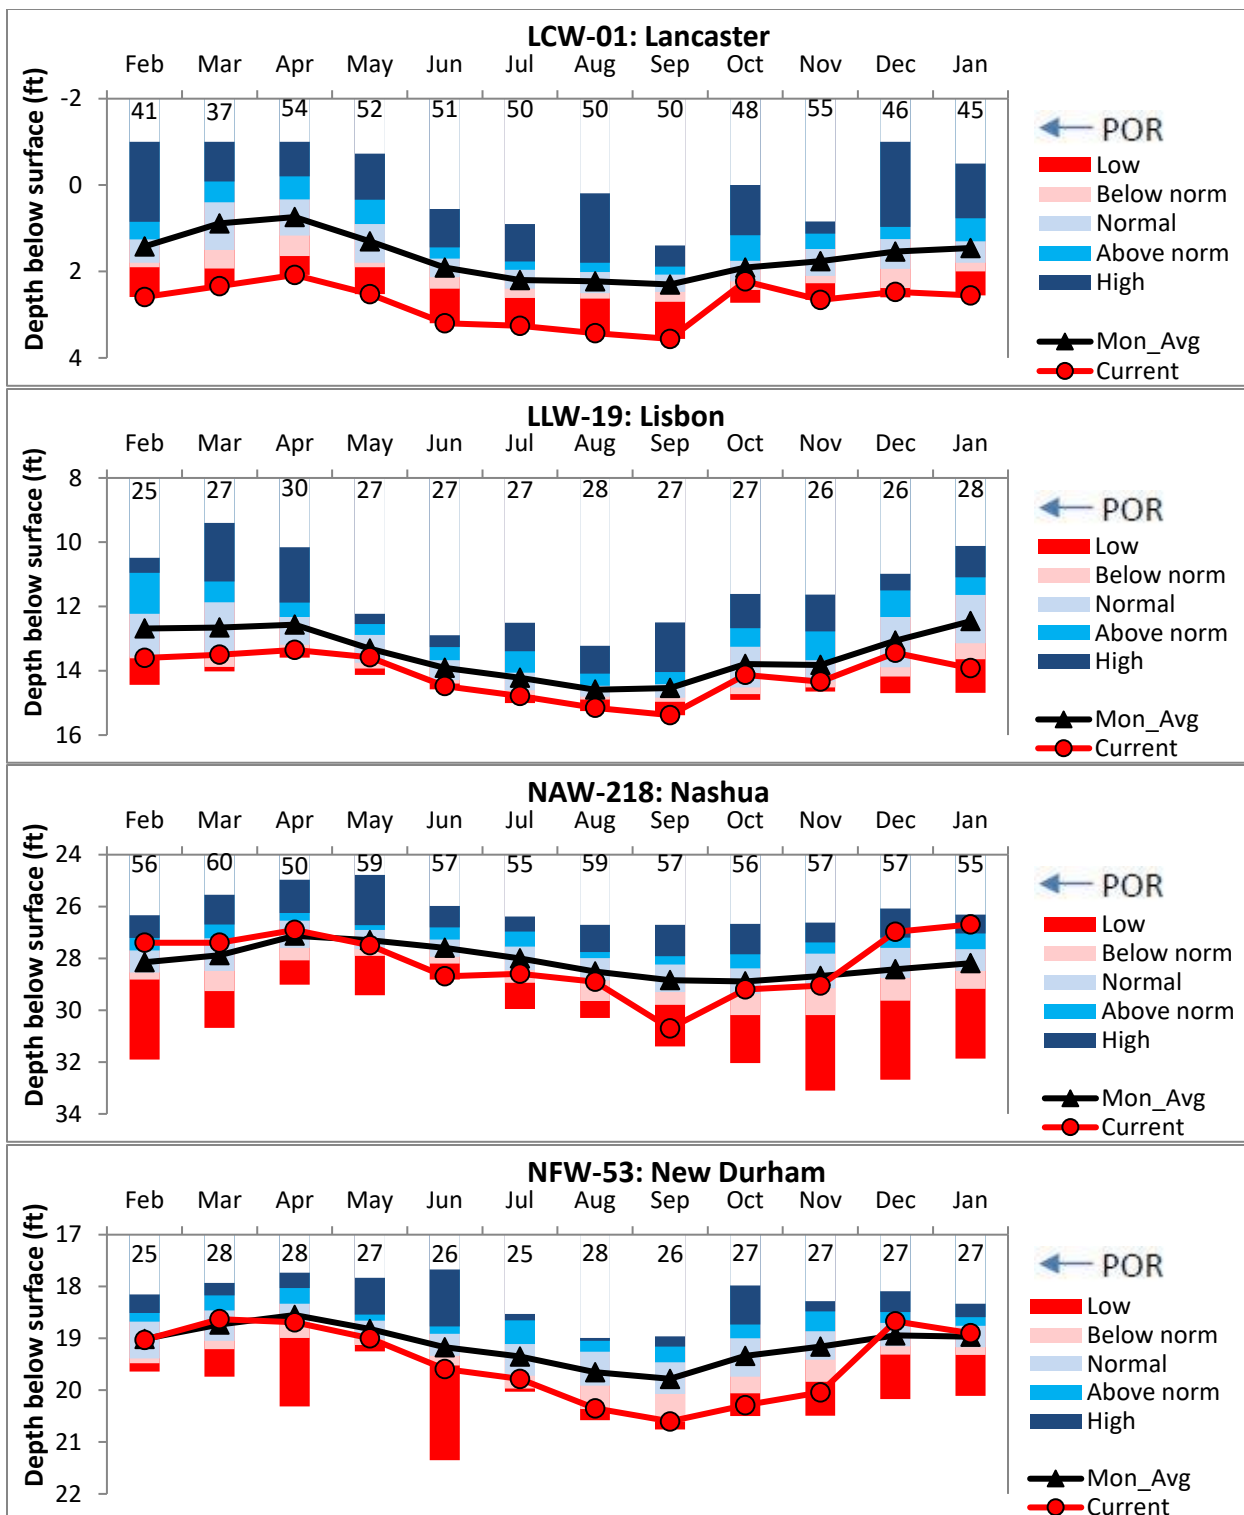 LCW-01: Lancaster
Feb Mar Apr May Jun Jul Aug Sep Oct Nov Dec Jan
Depth below surface (ft)
-2
0
2
4
41 37 54 52 51 50 50 50 48 55 46 45
POR
Low
Below norm
Normal
Above norm
High
Mon_Avg
Current
LLW-19: Lisbon
Feb Mar Apr May Jun Jul Aug Sep Oct Nov Dec Jan
Depth below surface (ft)
8
10
12
14
16
25 27 30 27 27 27 28 27 27 26 26 28
POR
Low
Below norm
Normal
Above norm
High
Mon_Avg
Current
NAW-218: Nashua
Feb Mar Apr May Jun Jul Aug Sep Oct Nov Dec Jan
Depth below surface (ft)
24
26
28
30
32
34
56 60 50 59 57 55 59 57 56 57 57 55
POR
Low
Below norm
Normal
Above norm
High
Mon_Avg
Current
NFW-53: New Durham
Feb Mar Apr May Jun Jul Aug Sep Oct Nov Dec Jan
Depth below surface (ft)
17
18
19
20
21
22
25 28 28 27 26 25 28 26 27 27 27 27
POR
Low
Below norm
Normal
Above norm
High
Mon_Avg
Current